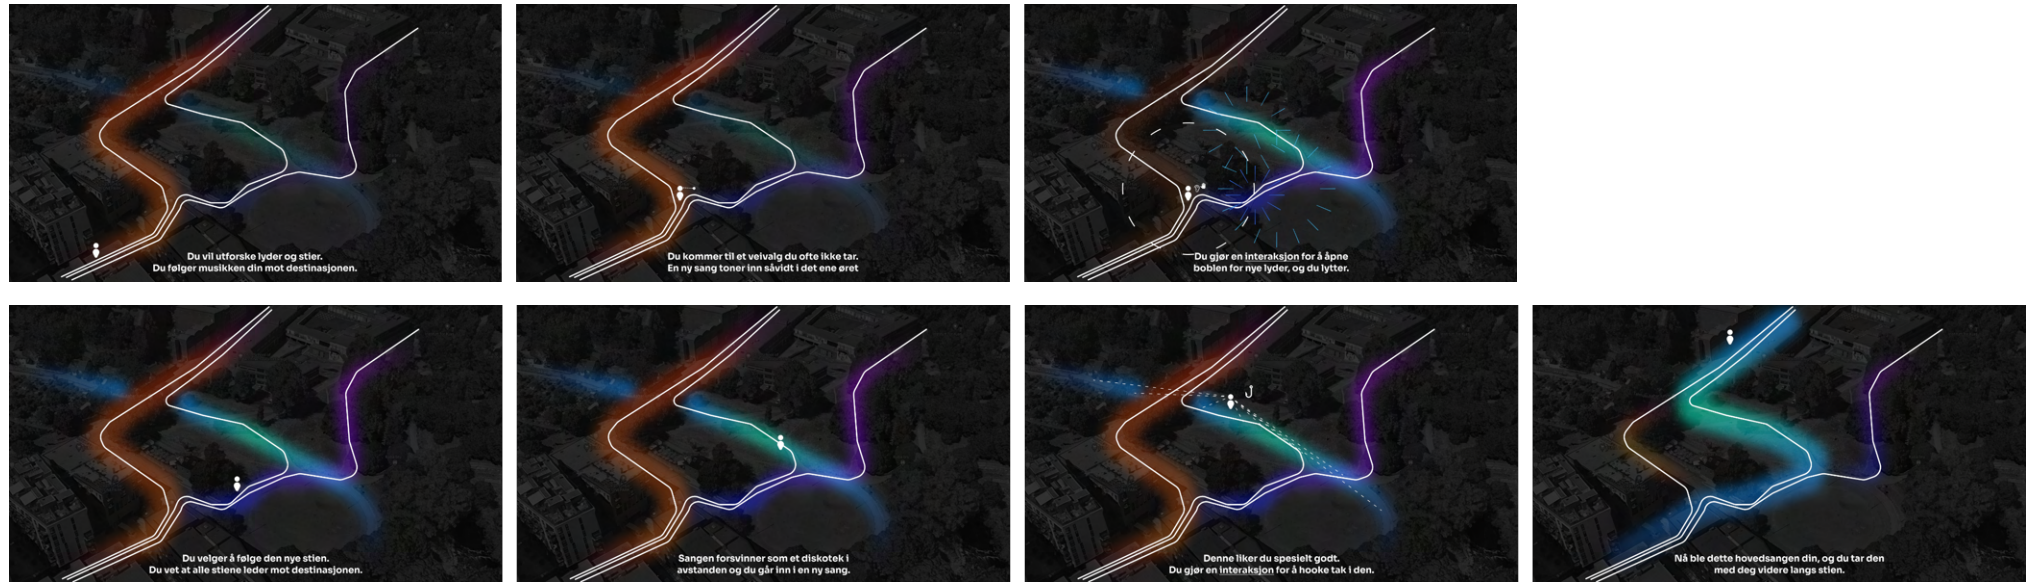 Du vil utforske lyder og stier.
Du følger musikken din mot destinasjonen.
Du kommer til et veivalg du ofte ikke tar.
En ny sang toner inn såvidt i det ene øret
Du gjør en interaksjon for å åpne
boblen for nye lyder, og du lytter.
Du velger å følge den nye stien.
Du vet at alle stiene leder mot destinasjonen.
Sangen forsvinner som et diskotek i
avstanden og du går inn i en ny sang.
Denne liker du spesielt godt.
Du gjør en interaksjon for å hooke tak i den.
Nå ble dette hovedsangen din, og du tar den
med deg videre langs stien.